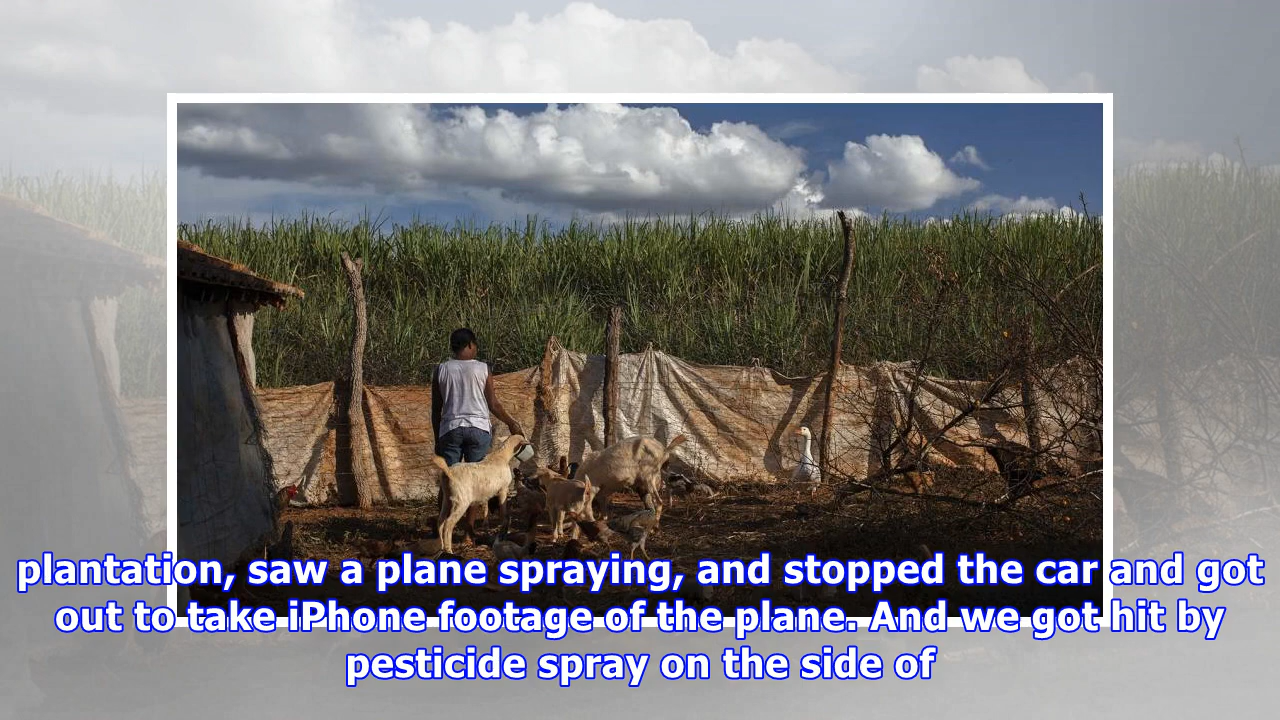 plantation, saw a plane spraying, and stopped the car and got
out to take iPhone footage of the plane. And we got hit by
pesticide spray on the side of